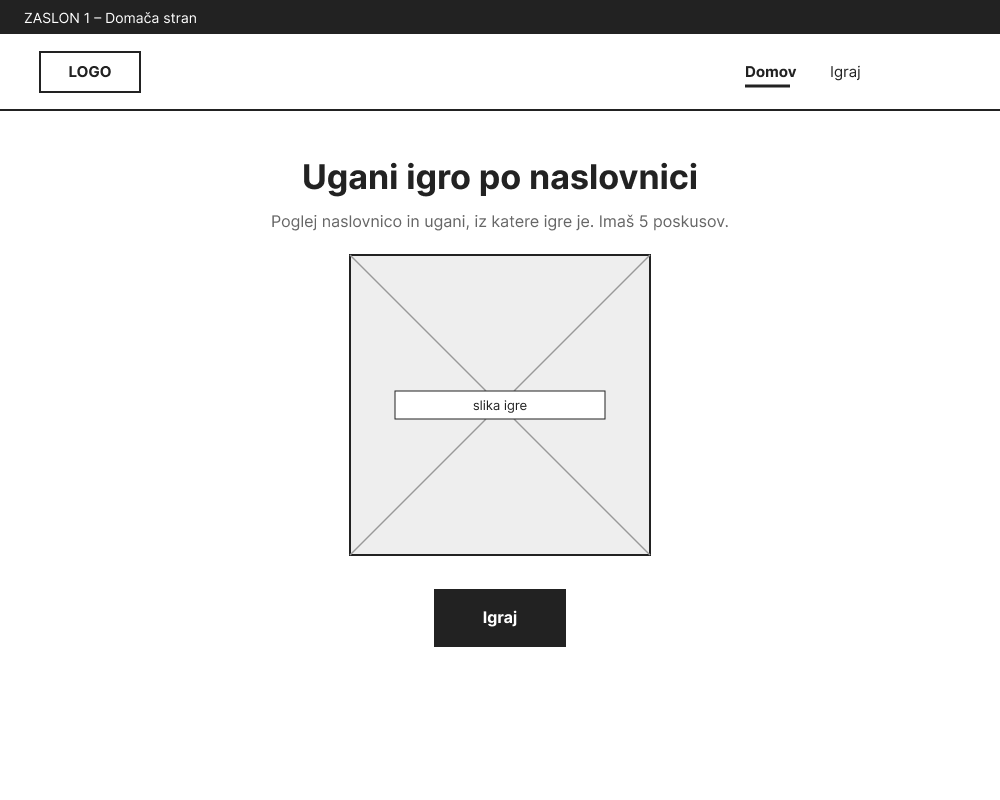 ZASLON 1 – Domača stran
LOGO
Domov
Igraj
Ugani igro po naslovnici
Poglej naslovnico in ugani, iz katere igre je. Imaš 5 poskusov.
slika igre
Igraj